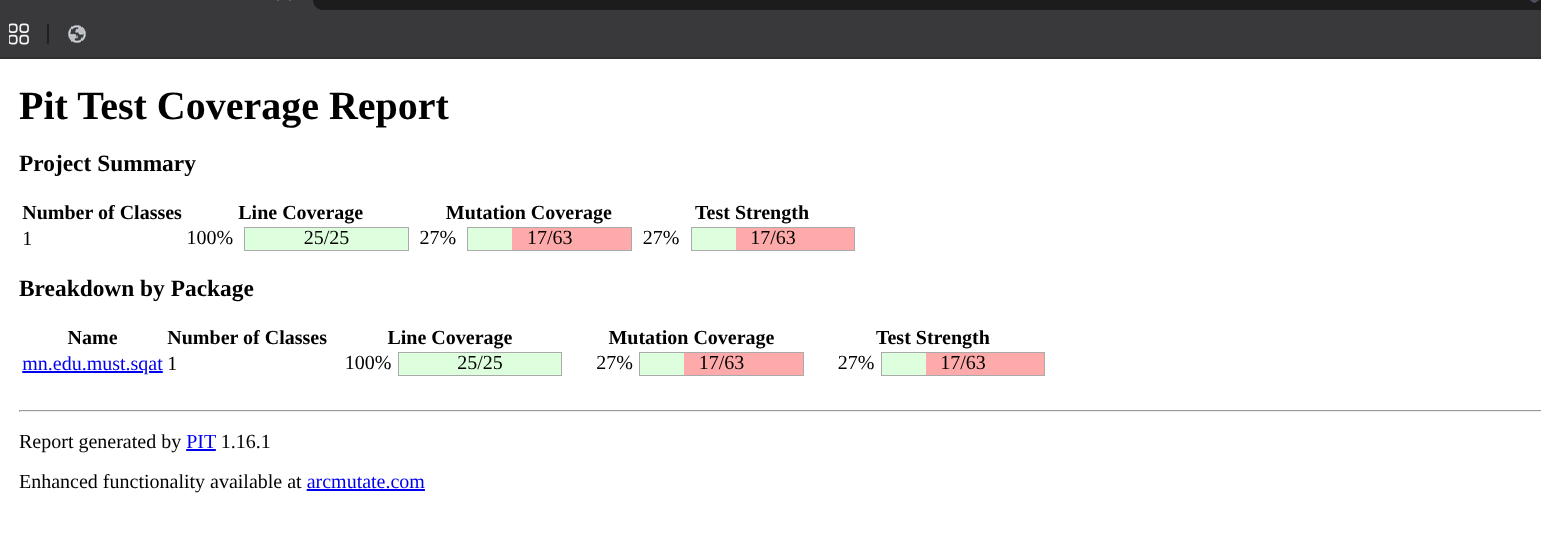 Pit Test Coverage Report
Project Summary
Number of Classes Line Coverage Mutation Coverage Test Strength
1 100% 25/25 27% 17/63 27% 17/63
Breakdown by Package
Name Number of Classes Line Coverage Mutation Coverage Test Strength
mn.edu.must.sqat 1 100% 25/25 27% 17/63 27% 17/63
Report generated by PIT 1.16.1
Enhanced functionality available at arcmutate.com